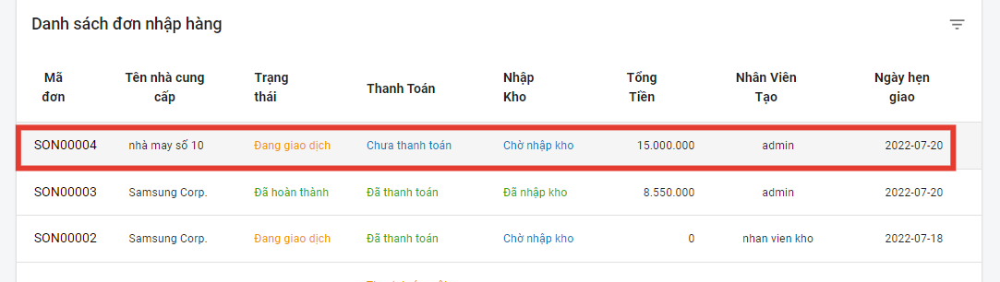 Danh sách đơn nhập hàng
Mã đơn Tên nhà cung cấp Trạng thái Thanh Toán Nhập Kho Tổng Tiền Nhân Viên Tạo Ngày hẹn giao
SON00004 nhà may số 10 Đang giao dịch Chưa thanh toán Chờ nhập kho 15.000.000 admin 2022-07-20
SON00003 Samsung Corp. Đã hoàn thành Đã thanh toán Đã nhập kho 8.550.000 admin 2022-07-20
SON00002 Samsung Corp. Đang giao dịch Đã thanh toán Chờ nhập kho 0 nhan vien kho 2022-07-18